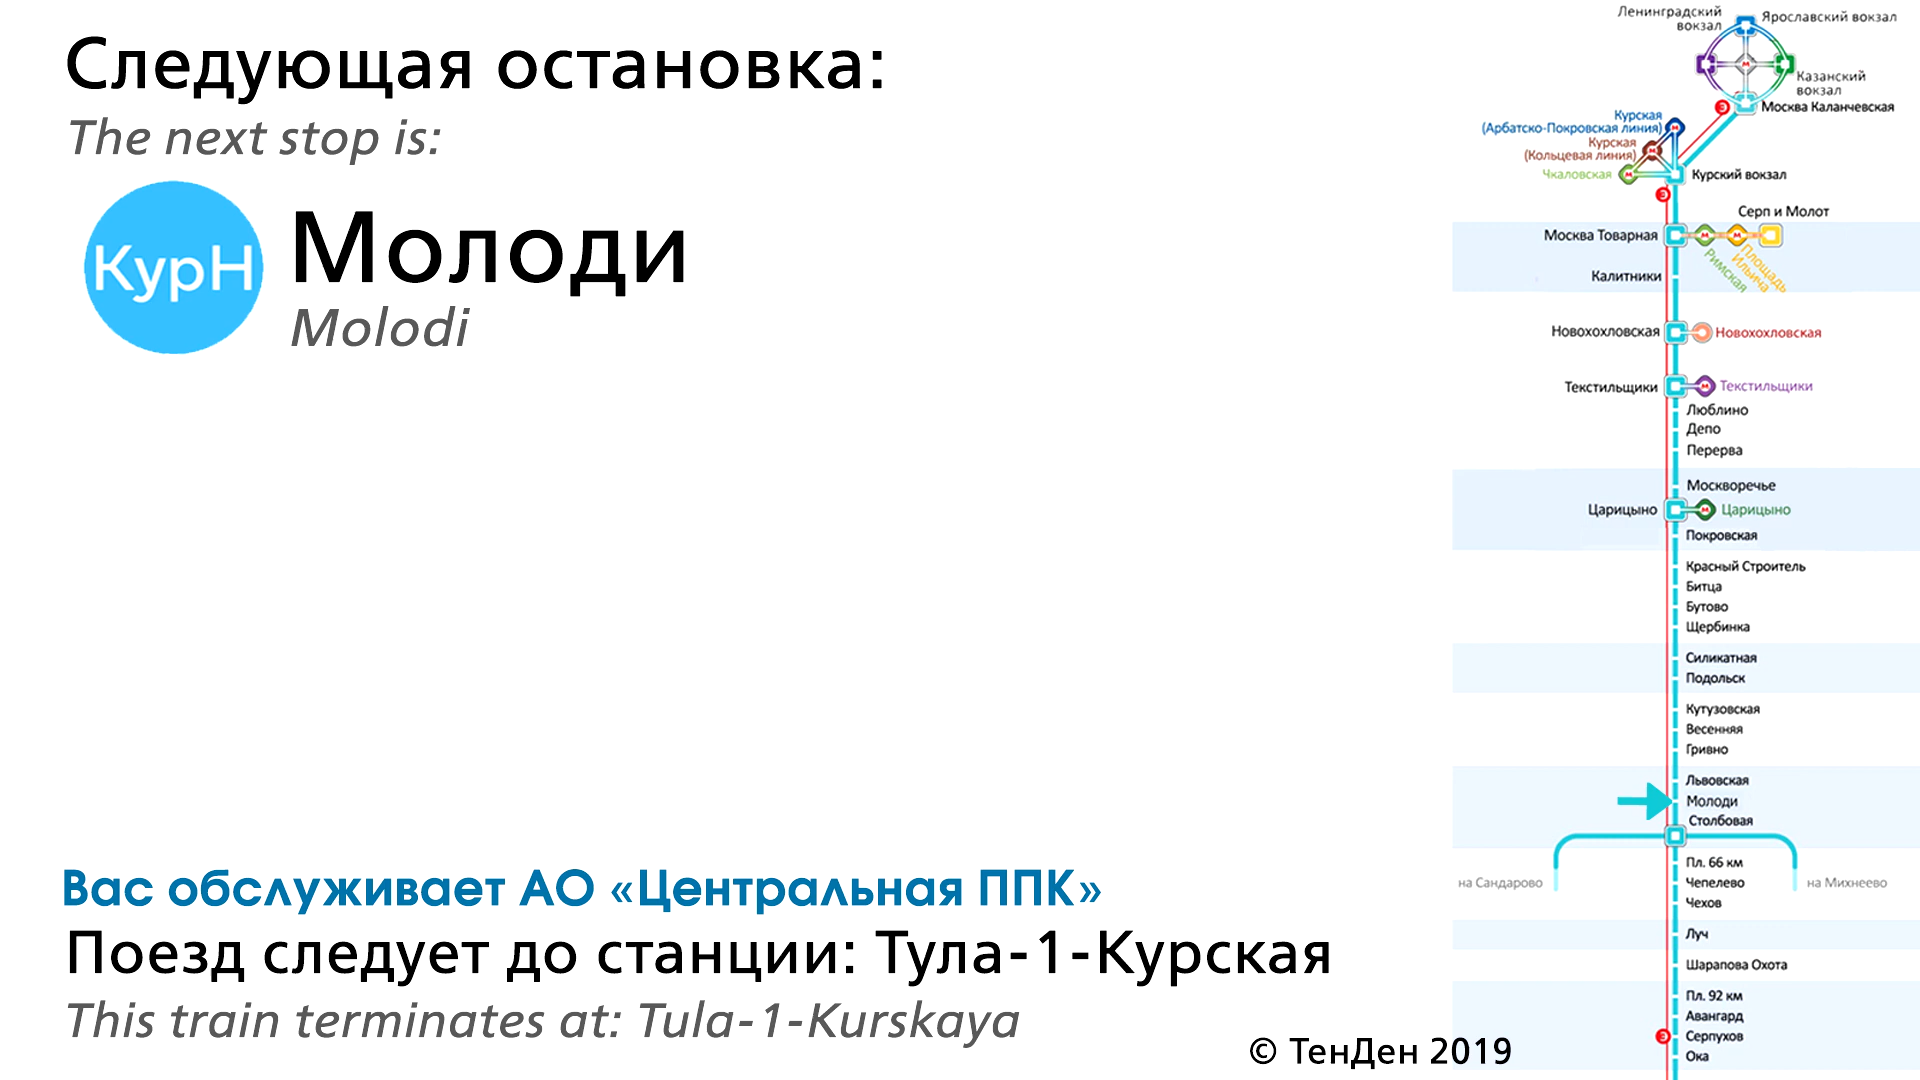 Следующая остановка:
The next stop is:
КурН
Молоди
Molodi
Вас обслуживает АО «Центральная ППК»
Поезд следует до станции: Тула-1-Курская
This train terminates at: Tula-1-Kurskaya
© ТенДен 2019
Ленинградский
вокзал
Ярославский вокзал
Казанский
вокзал
3
Москва Каланчевская
Курская
(Арбатско-Покровская линия)
Курская
(Кольцевая линия)
Чкаловская
Курский вокзал
3
Серп и Молот
Москва Товарная
Римская
Площадь
Ильича
Калитники
Новохохловская
Новохохловская
Текстильщики
Текстильщики
Люблино
Депо
Перерва
Москворечье
Царицыно
Царицыно
Покровская
Красный Строитель
Битца
Бутово
Щербинка
Силикатная
Подольск
Кутузовская
Весенняя
Гривно
Львовская
Молоди
Столбовая
на Сандарово
на Михнеево
Пл. 66 км
Чепелево
Чехов
Луч
Шарапова Охота
Пл. 92 км
Авангард
3
Серпухов
Ока